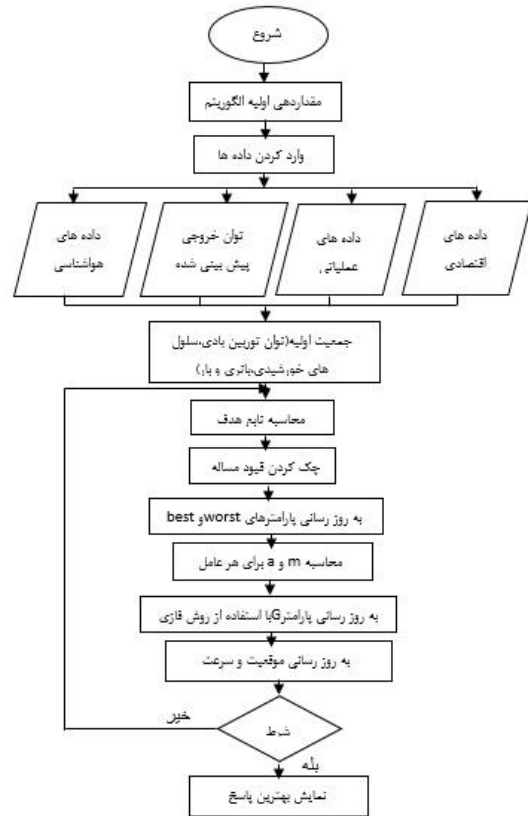 شروع
مقداردهی اولیه الگوریتم
وارد کردن داده ها
داده های
اقتصادی
داده های
عملیاتی
توان خروجی
پیش بینی شده
داده های
هواشناسی
جمعیت اولیه(توان توربین بادی،سلول
های خورشیدی،باتری و بار)
محاسبه تابع هدف
چک کردن قیود مساله
به روز رسانی پارامترهای worstو best
محاسبه m و a برای هر عامل
به روز رسانی پارامترGبا استفاده از روش فازی
به روز رسانی موقعیت و سرعت
شرط
خیر
بله
نمایش بهترین پاسخ